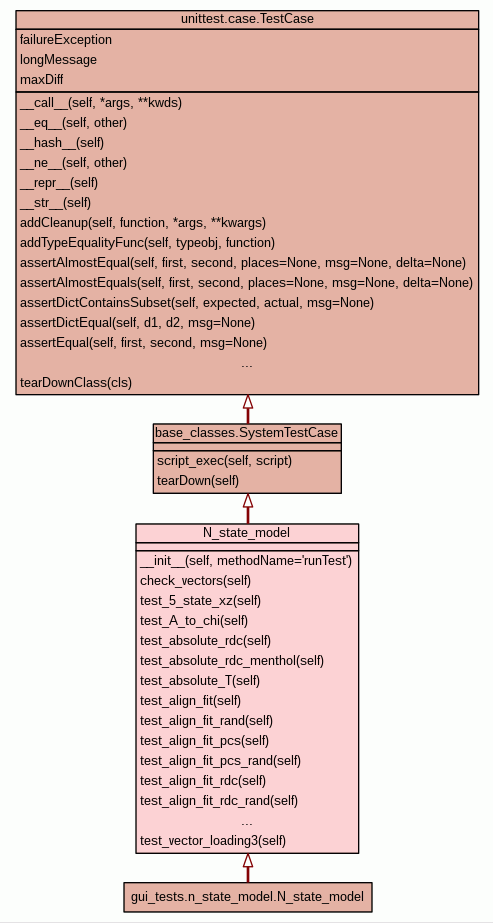 unittest.case.TestCase
failureException
longMessage
maxDiff
__call__(self, *args, **kwds)
__eq__(self, other)
__hash__(self)
__ne__(self, other)
__repr__(self)
__str__(self)
addCleanup(self, function, *args, **kwargs)
addTypeEqualityFunc(self, typeobj, function)
assertAlmostEqual(self, first, second, places=None, msg=None, delta=None)
assertAlmostEquals(self, first, second, places=None, msg=None, delta=None)
assertDictContainsSubset(self, expected, actual, msg=None)
assertDictEqual(self, d1, d2, msg=None)
assertEqual(self, first, second, msg=None)
...
tearDownClass(cls)
base_classes.SystemTestCase
script_exec(self, script)
tearDown(self)
N_state_model
__init__(self, methodName='runTest')
check_vectors(self)
test_5_state_xz(self)
test_A_to_chi(self)
test_absolute_rdc(self)
test_absolute_rdc_menthol(self)
test_absolute_T(self)
test_align_fit(self)
test_align_fit_rand(self)
test_align_fit_pcs(self)
test_align_fit_pcs_rand(self)
test_align_fit_rdc(self)
test_align_fit_rdc_rand(self)
...
test_vector_loading3(self)
gui_tests.n_state_model.N_state_model